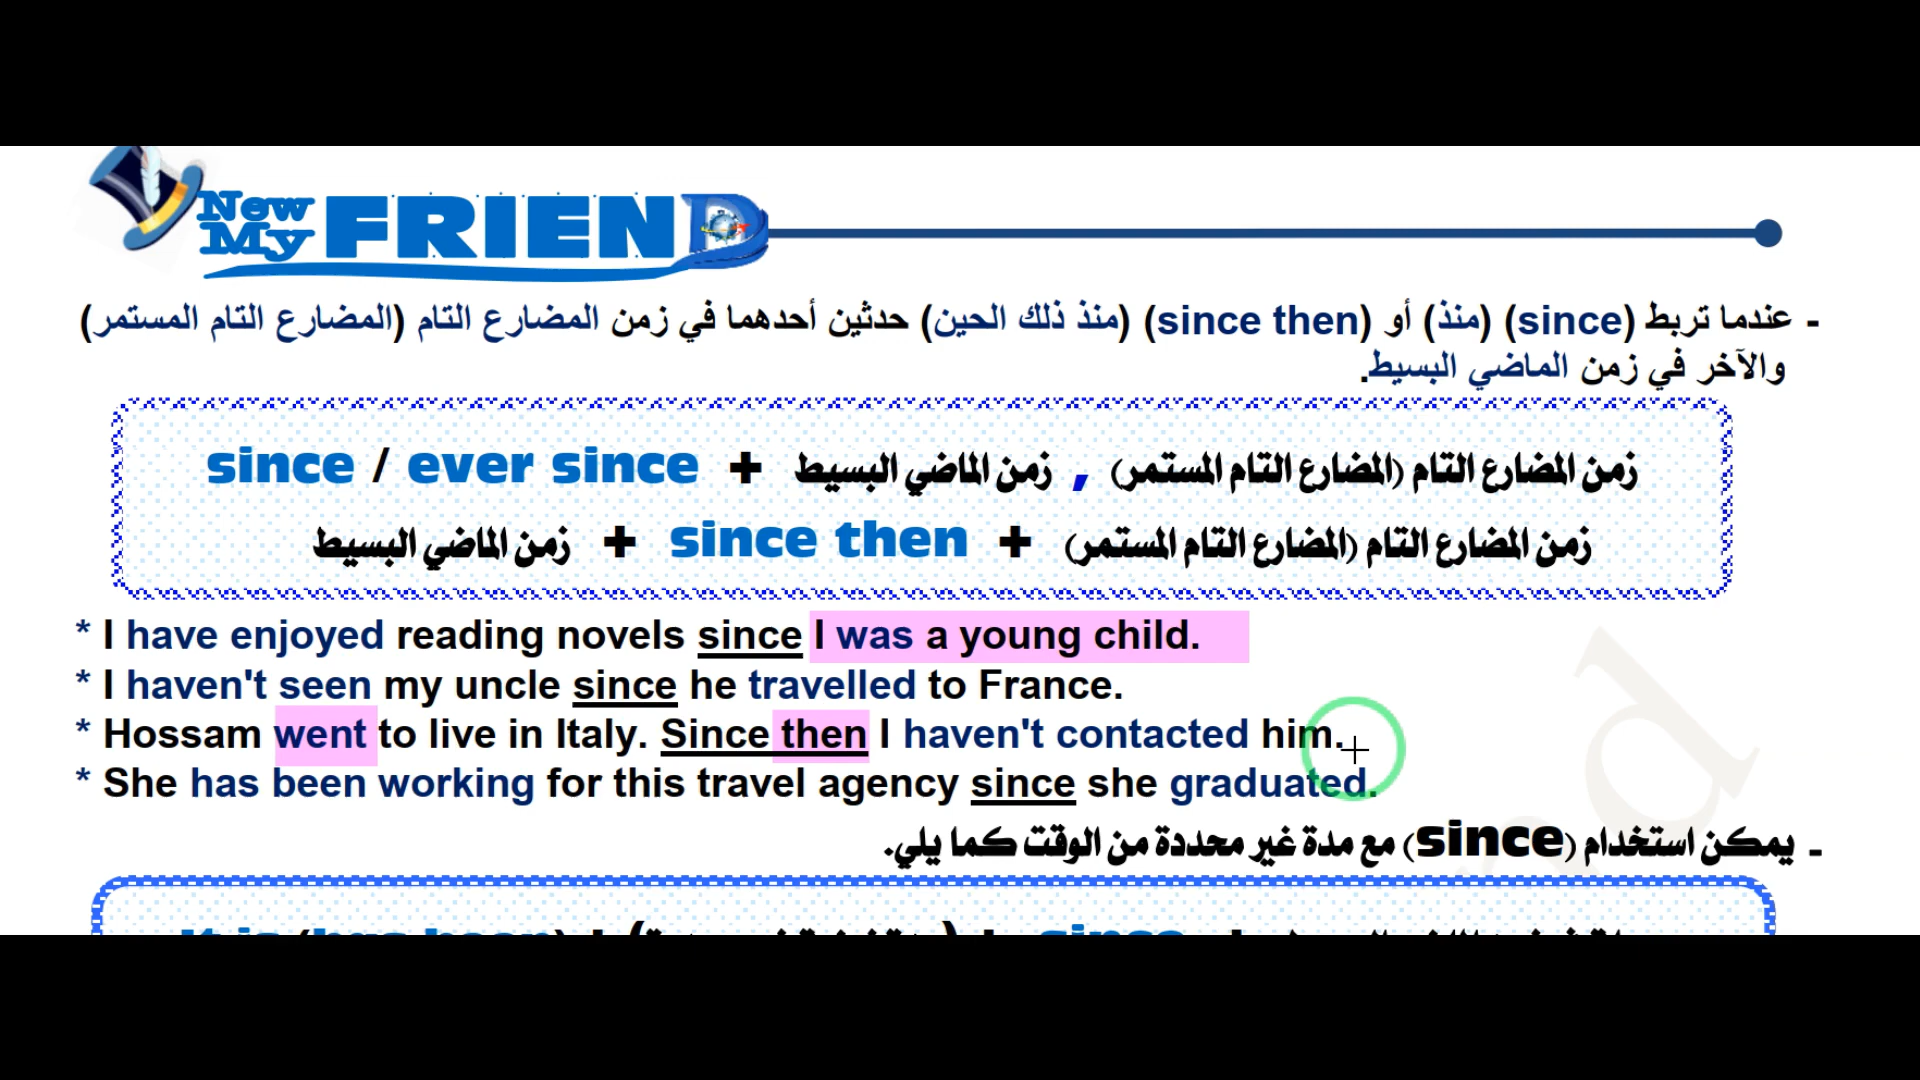 New My FRIEND
- عندما تربط (since) (منذ) أو (since then) (منذ ذلك الحين) حدثين أحدهما في زمن المضارع التام (المضارع التام المستمر)
والآخر في زمن الماضي البسيط.
since / ever since + زمن الماضي البسيط , زمن المضارع التام (المضارع التام المستمر)
زمن الماضي البسيط + since then + زمن المضارع التام (المضارع التام المستمر)
* I have enjoyed reading novels since I was a young child.
* I haven't seen my uncle since he travelled to France.
* Hossam went to live in Italy. Since then I haven't contacted him.
* She has been working for this travel agency since she graduated.
- يمكن استخدام (since) مع مدة غير محددة من الوقت كما يلي.